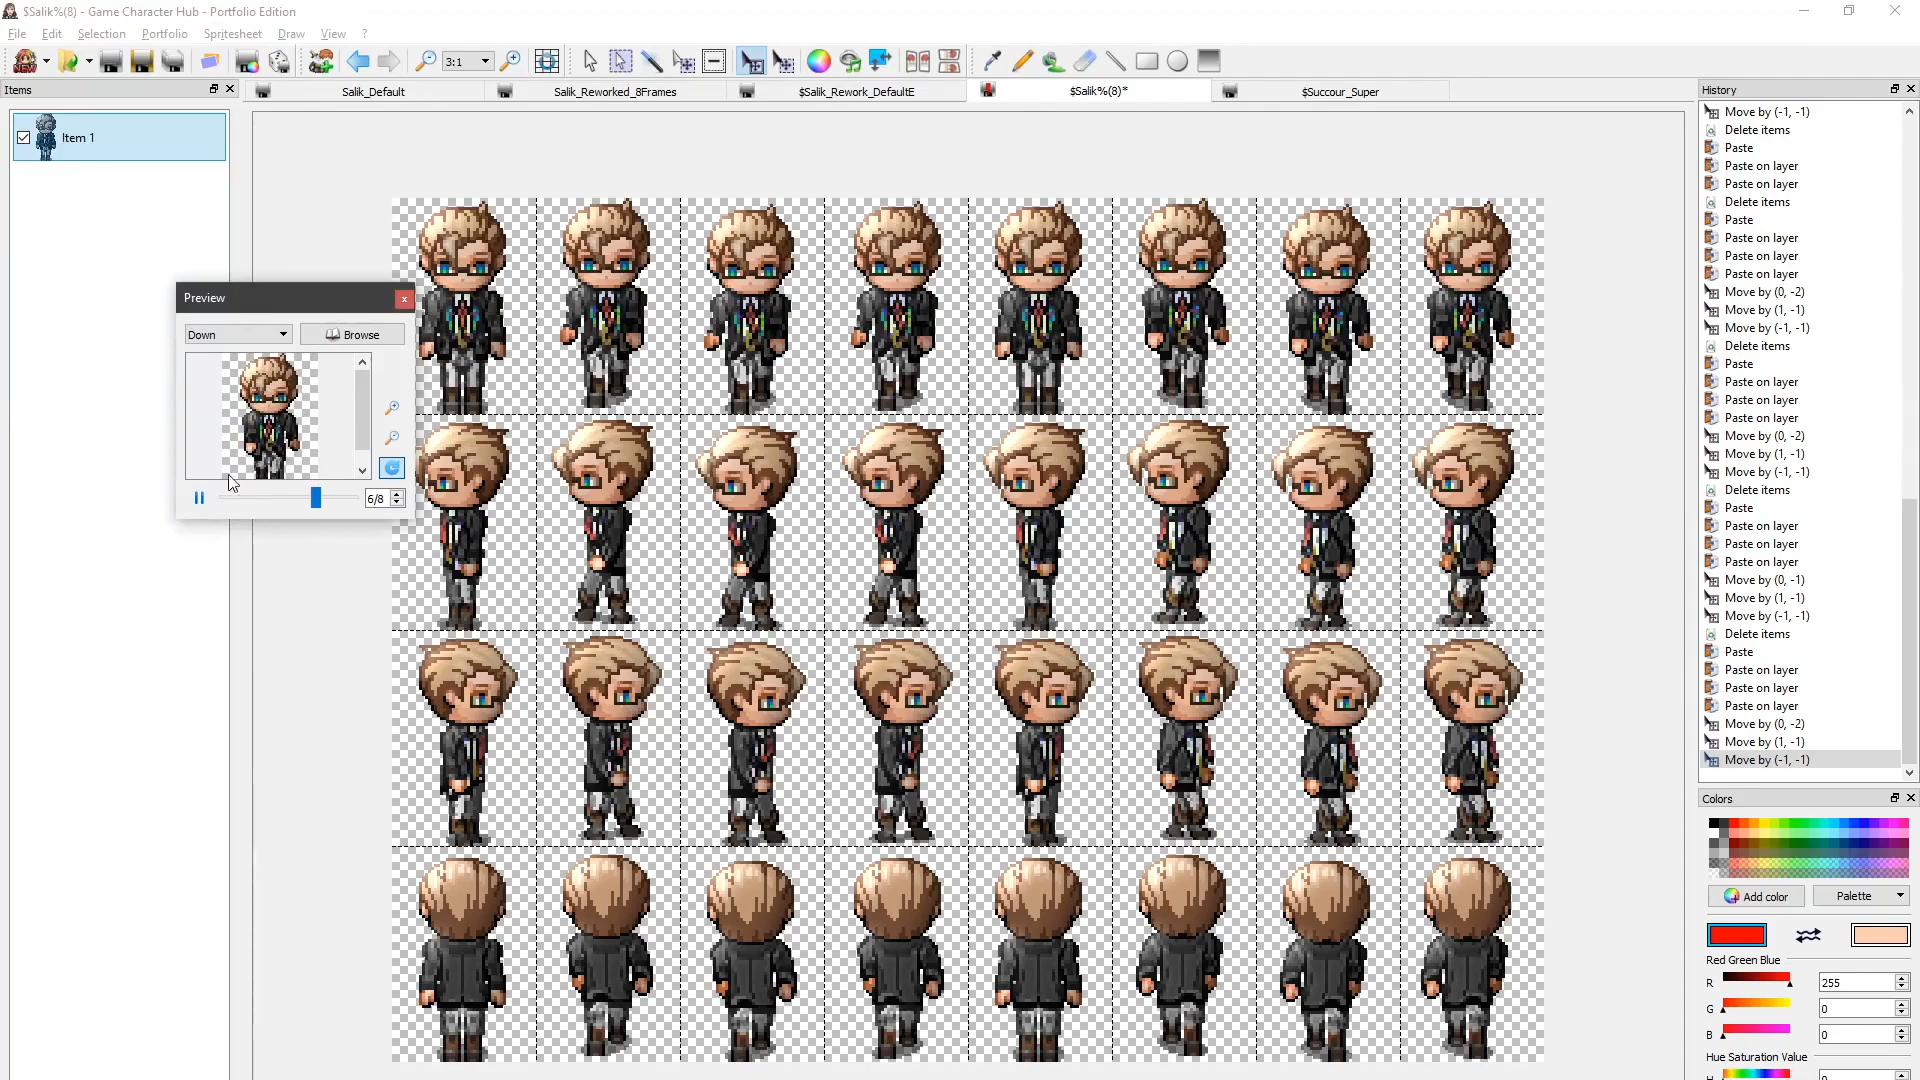 $Salik%(8) - Game Character Hub - Portfolio Edition
File Edit Selection Portfolio Spritesheet Draw View ?
NEW
3:1
Items
Salik_Default
Salik_Reworked_8Frames
$Salik_Rework_DefaultE
$Salik%(8)*
$Succour_Super
History
Item 1
Preview
Down
Browse
6/8
Move by (-1, -1)
Delete items
Paste
Paste on layer
Paste on layer
Delete items
Paste
Paste on layer
Paste on layer
Paste on layer
Move by (0, -2)
Move by (1, -1)
Move by (-1, -1)
Delete items
Paste
Paste on layer
Paste on layer
Paste on layer
Move by (0, -2)
Move by (1, -1)
Move by (-1, -1)
Delete items
Paste
Paste on layer
Paste on layer
Paste on layer
Move by (0, -1)
Move by (1, -1)
Move by (-1, -1)
Delete items
Paste
Paste on layer
Paste on layer
Paste on layer
Move by (0, -2)
Move by (1, -1)
Move by (-1, -1)
Colors
Add color
Palette
Red Green Blue
R 255
G 0
B 0
Hue Saturation Value